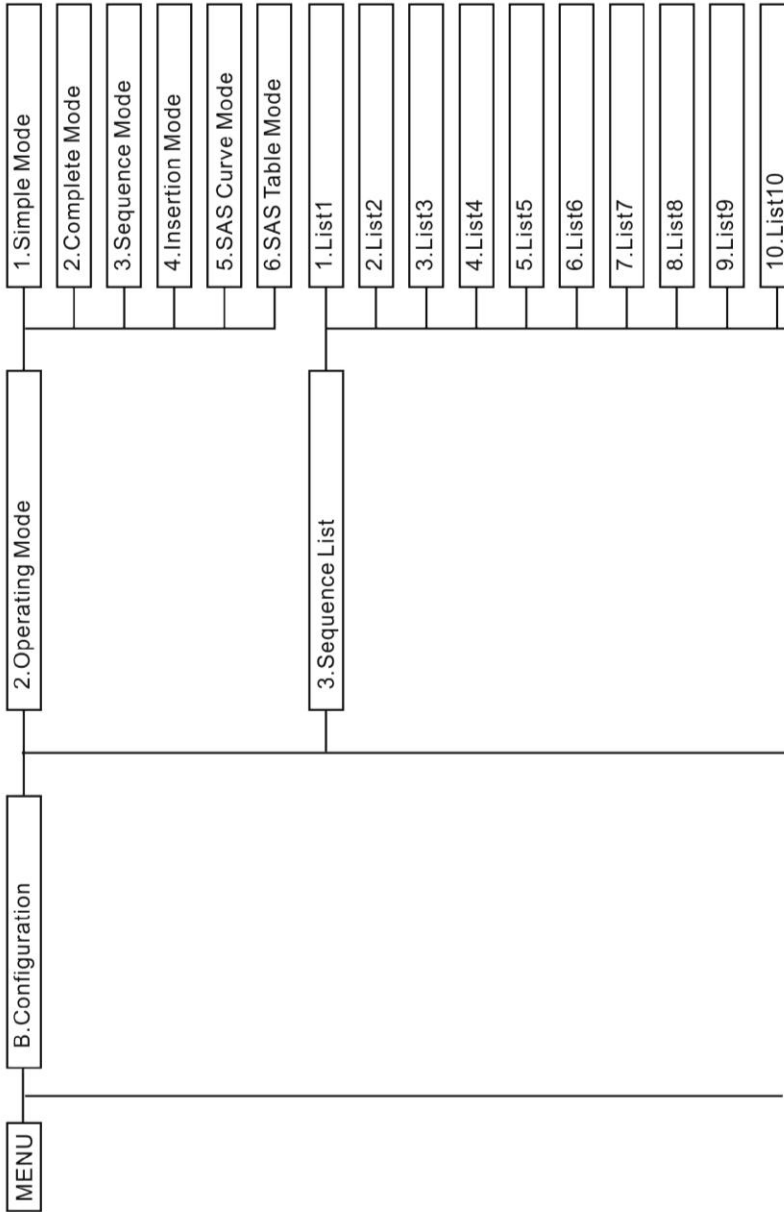 MENU
B.Configuration
2.Operating Mode
1.Simple Mode
2.Complete Mode
3.Sequence Mode
4.Insertion Mode
5.SAS Curve Mode
6.SAS Table Mode
3.Sequence List
1.List1
2.List2
3.List3
4.List4
5.List5
6.List6
7.List7
8.List8
9.List9
10.List10